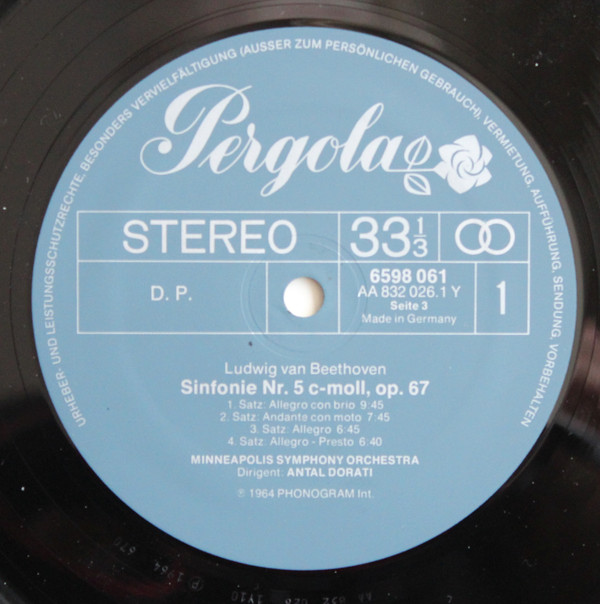 URHEBER- UND LEISTUNGSSCHUTZRECHTE, BESONDERS VERVIELFÄLTIGUNG (AUSSER ZUM PERSÖNLICHEN GEBRAUCH), VERMIETUNG, AUFFÜHRUNG, SENDUNG, VORBEHALTEN
Pergola
STEREO
33 1/3
D. P.
6598 061
AA 832 026.1 Y
Seite 3
Made in Germany
1
Ludwig van Beethoven
Sinfonie Nr. 5 c-moll, op. 67
1. Satz: Allegro con brio 9:45
2. Satz: Andante con moto 7:45
3. Satz: Allegro 6:45
4. Satz: Allegro - Presto 6:40
MINNEAPOLIS SYMPHONY ORCHESTRA
Dirigent: ANTAL DORATI
℗ 1964 PHONOGRAM Int.